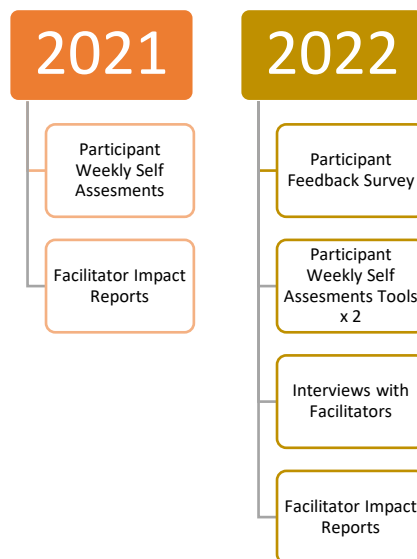 2021
Participant
Weekly Self
Assesments
Facilitator Impact
Reports
2022
Participant
Feedback Survey
Participant
Weekly Self
Assesments Tools
x 2
Interviews with
Facilitators
Facilitator Impact
Reports